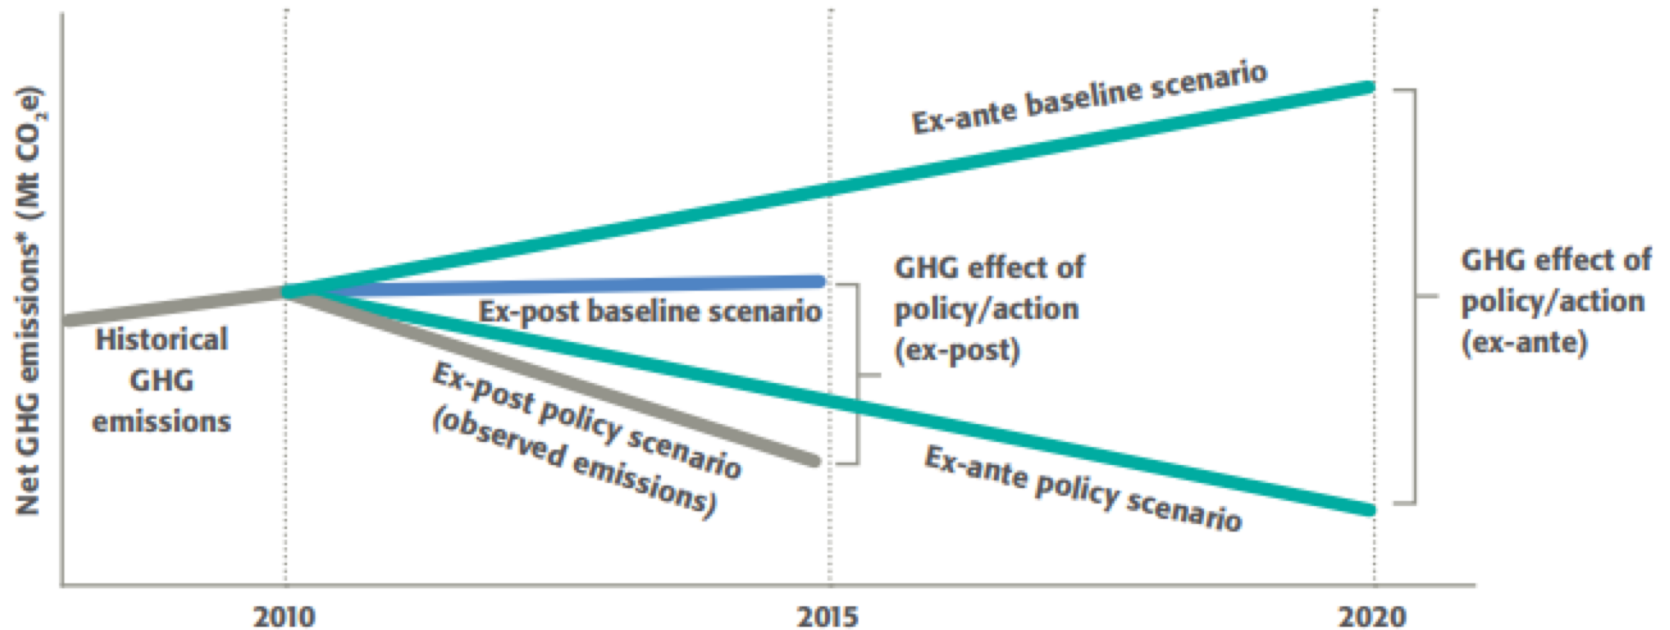 Net GHG emissions* (Mt CO₂e)
Historical
GHG
emissions
Ex-ante baseline scenario
Ex-post baseline scenario
Ex-post policy scenario
(observed emissions)
Ex-ante policy scenario
GHG effect of
policy/action
(ex-post)
GHG effect of
policy/action
(ex-ante)
2010
2015
2020